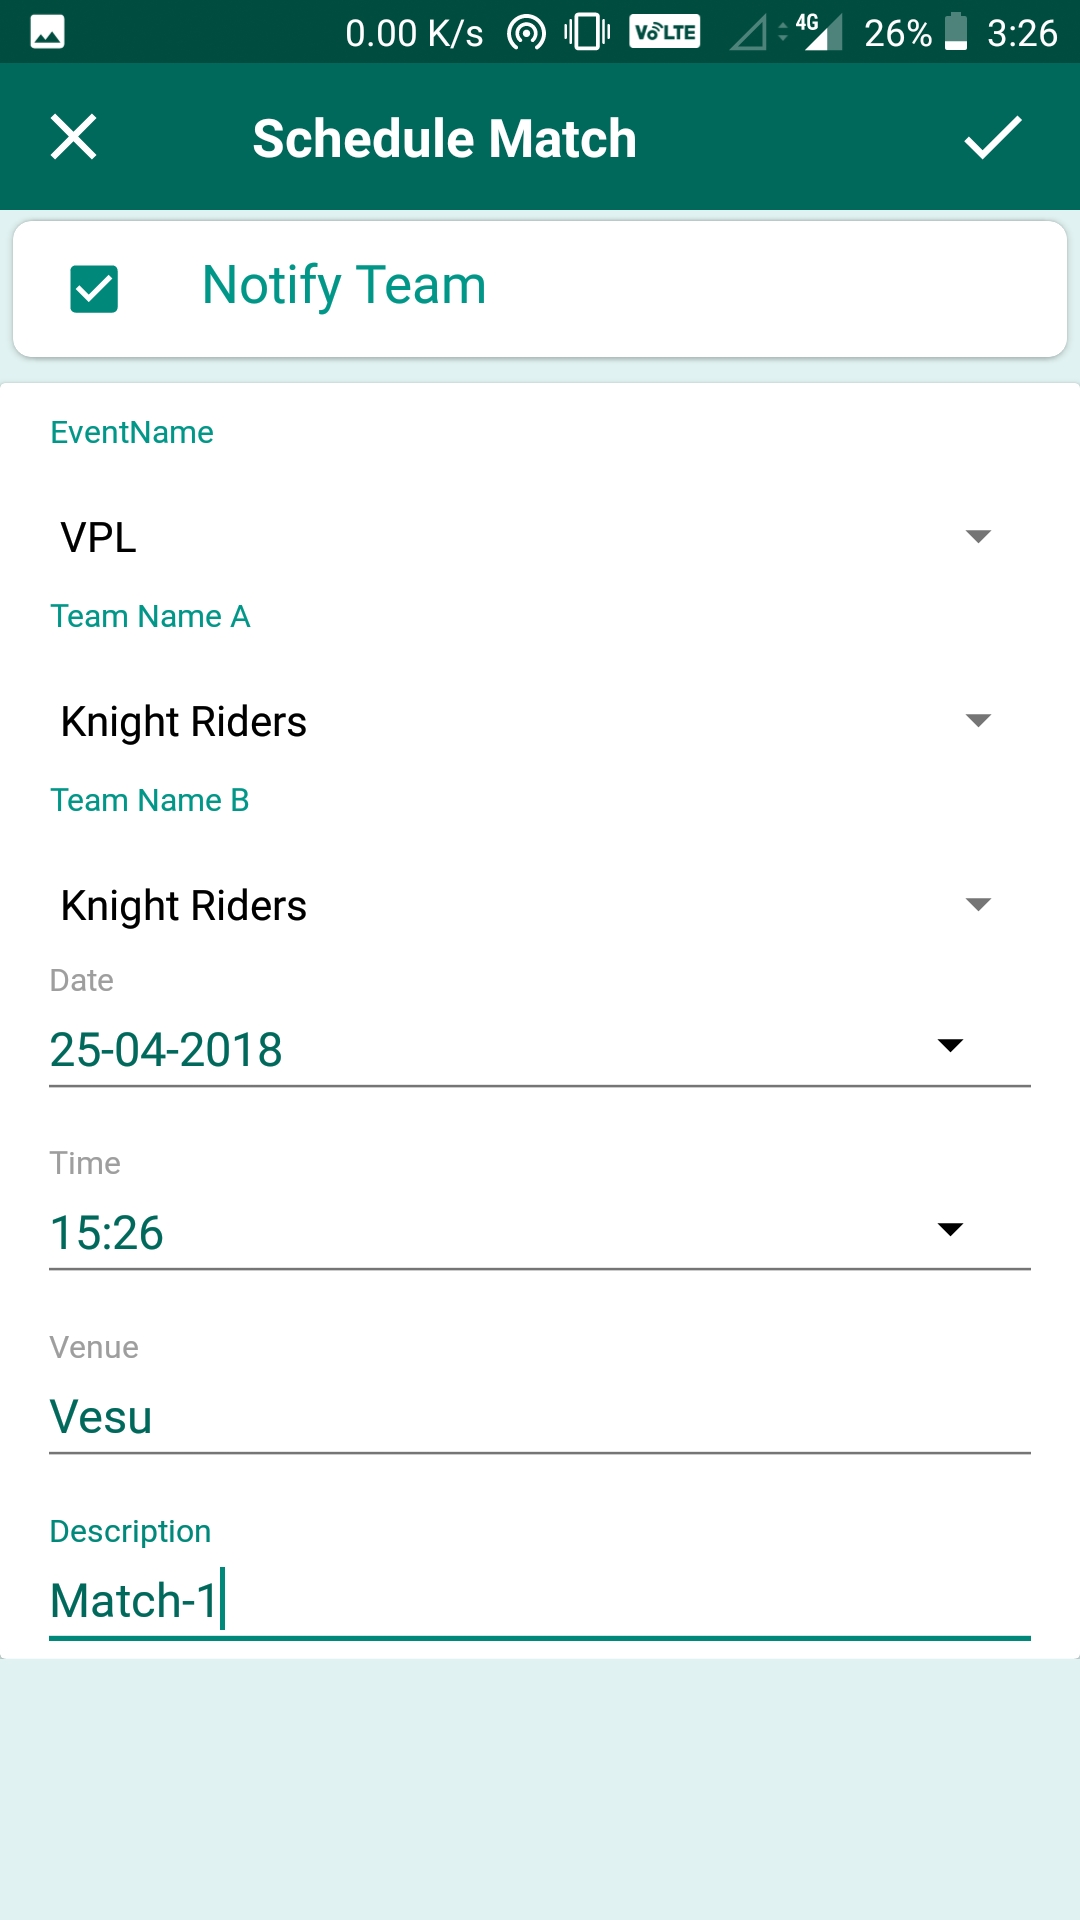 0.00 K/s VoLTE 4G 26% 3:26
Schedule Match
Notify Team
EventName
VPL
Team Name A
Knight Riders
Team Name B
Knight Riders
Date
25-04-2018
Time
15:26
Venue
Vesu
Description
Match-1